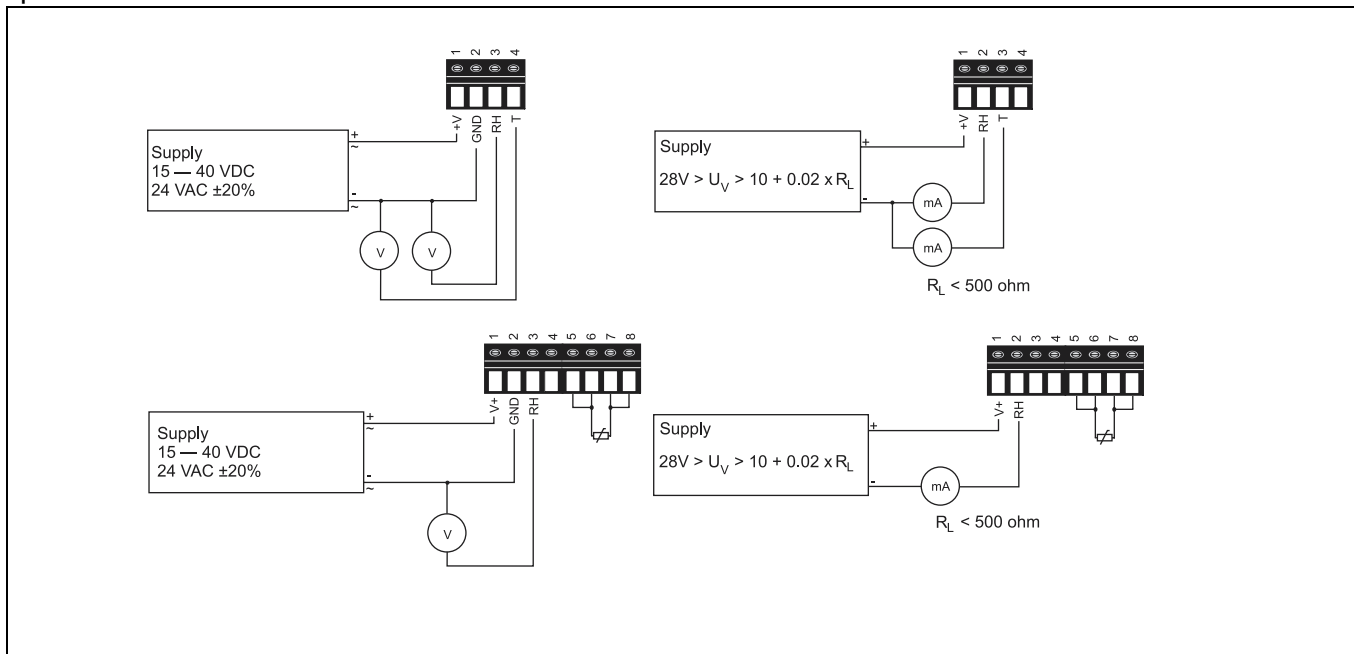 1 2 3 4
+V GND RH T
Supply
15 — 40 VDC
24 VAC ±20%
+
~
-
~
V V
1 2 3 4
+V RH T
Supply
28V > U_V > 10 + 0.02 x R_L
+
-
mA
mA
R_L < 500 ohm
1 2 3 4 5 6 7 8
V+ GND RH
Supply
15 — 40 VDC
24 VAC ±20%
+
~
-
~
V
1 2 3 4 5 6 7 8
V+ RH
Supply
28V > U_V > 10 + 0.02 x R_L
+
-
mA
R_L < 500 ohm